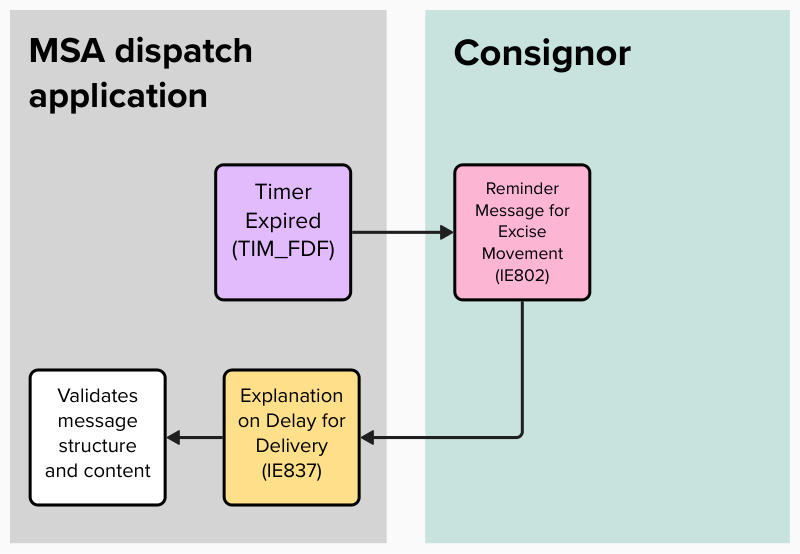 MSA dispatch
application
Consignor
Timer
Expired
(TIM_FDF)
Reminder
Message for
Excise
Movement
(IE802)
Validates
message
structure
and content
Explanation
on Delay for
Delivery
(IE837)